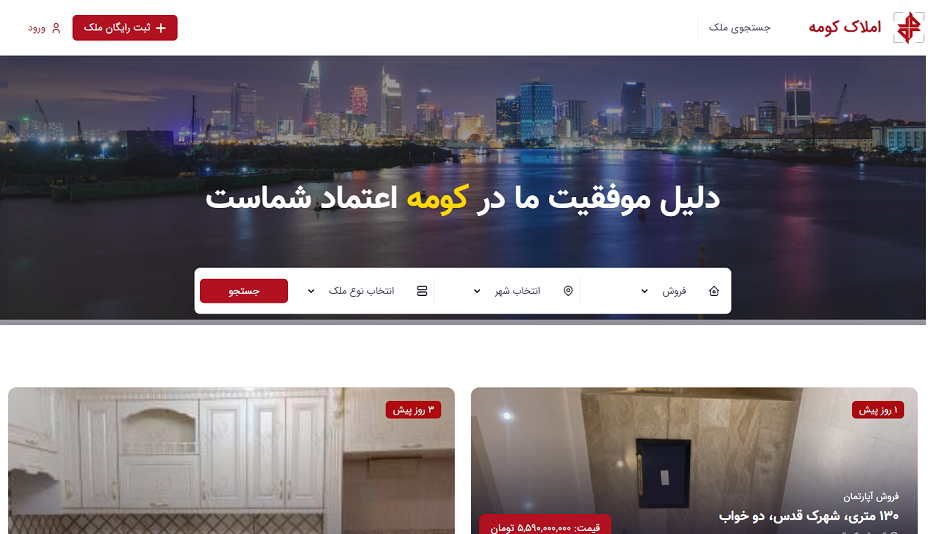 املاک کومه
جستجوی ملک
ثبت رایگان ملک
ورود
دلیل موفقیت ما در کومه اعتماد شماست
فروش
انتخاب شهر
انتخاب نوع ملک
جستجو
۱ روز پیش
فروش آپارتمان
۱۳۰ متری، شهرک قدس، دو خواب
قیمت: ۵,۵۹۰,۰۰۰,۰۰۰ تومان
۳ روز پیش